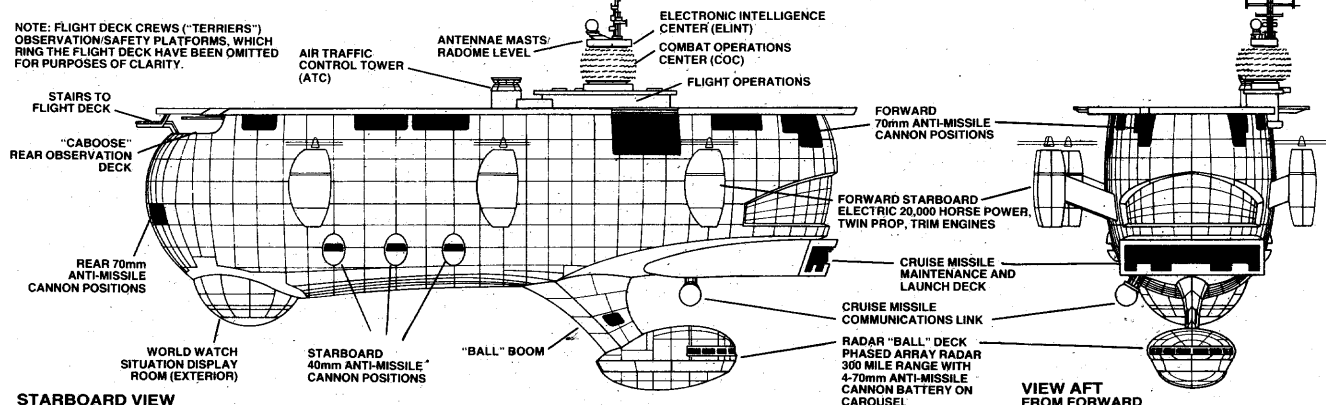 NOTE: FLIGHT DECK CREWS ("TERRIERS")
OBSERVATION/SAFETY PLATFORMS, WHICH
RING THE FLIGHT DECK HAVE BEEN OMITTED
FOR PURPOSES OF CLARITY.
AIR TRAFFIC
CONTROL TOWER
(ATC)
ANTENNAE MASTS/
RADOME LEVEL
ELECTRONIC INTELLIGENCE
CENTER (ELINT)
COMBAT OPERATIONS
CENTER (COC)
FLIGHT OPERATIONS
STAIRS TO
FLIGHT DECK
"CABOOSE"
REAR OBSERVATION
DECK
FORWARD
70mm ANTI-MISSILE
CANNON POSITIONS
FORWARD STARBOARD
ELECTRIC 20,000 HORSE POWER,
TWIN PROP, TRIM ENGINES
REAR 70mm
ANTI-MISSILE
CANNON POSITIONS
CRUISE MISSILE
MAINTENANCE AND
LAUNCH DECK
CRUISE MISSILE
COMMUNICATIONS LINK
WORLD WATCH
SITUATION DISPLAY
ROOM (EXTERIOR)
STARBOARD
40mm ANTI-MISSILE
CANNON POSITIONS
"BALL" BOOM
RADAR "BALL" DECK
PHASED ARRAY RADAR
300 MILE RANGE WITH
4-70mm ANTI-MISSILE
CANNON BATTERY ON
CAROUSEL
STARBOARD VIEW
VIEW AFT
FROM FORWARD